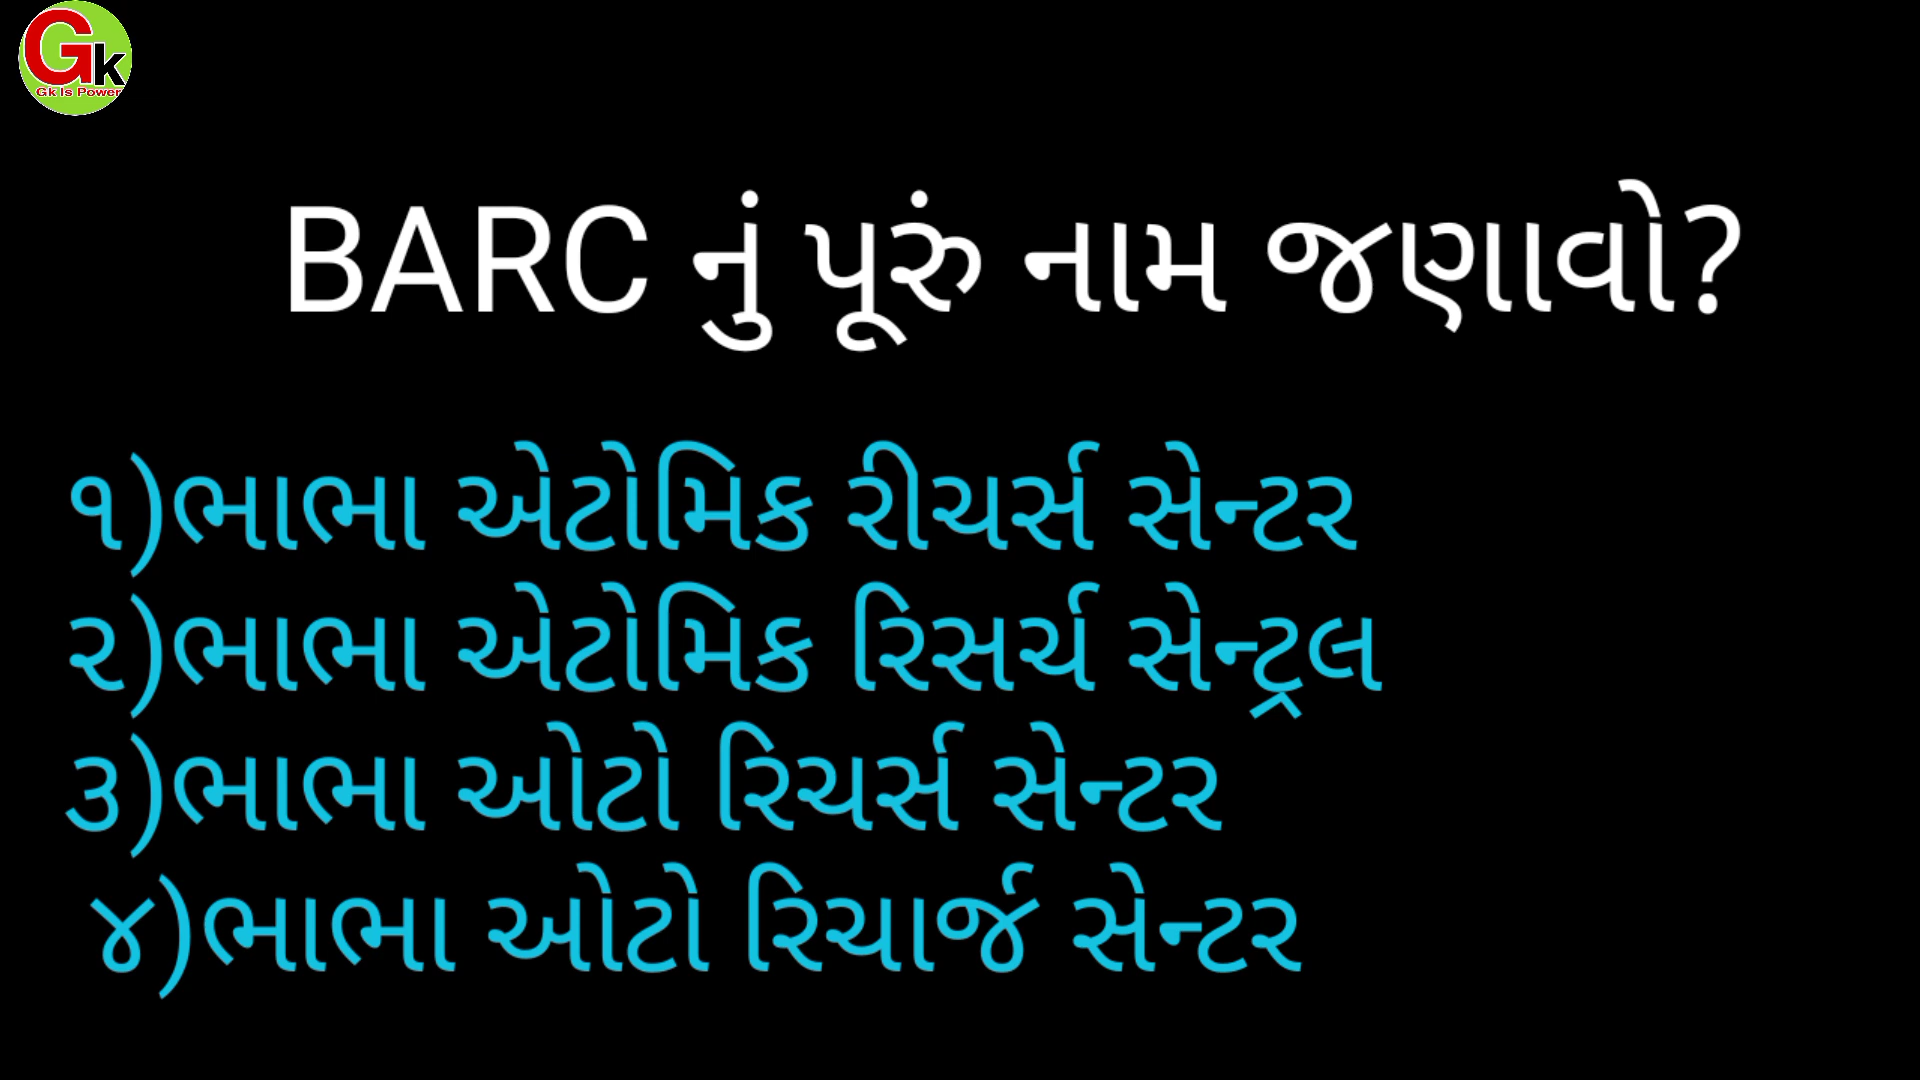 Gk
Gk Is Power
BARC નું પૂરું નામ જણાવો?
૧)ભાભા એટોમિક રીચર્સ સેન્ટર
૨)ભાભા એટોમિક રિસર્ચ સેન્ટ્રલ
૩)ભાભા ઓટો રિચર્સ સેન્ટર
૪)ભાભા ઓટો રિચાર્જ સેન્ટર